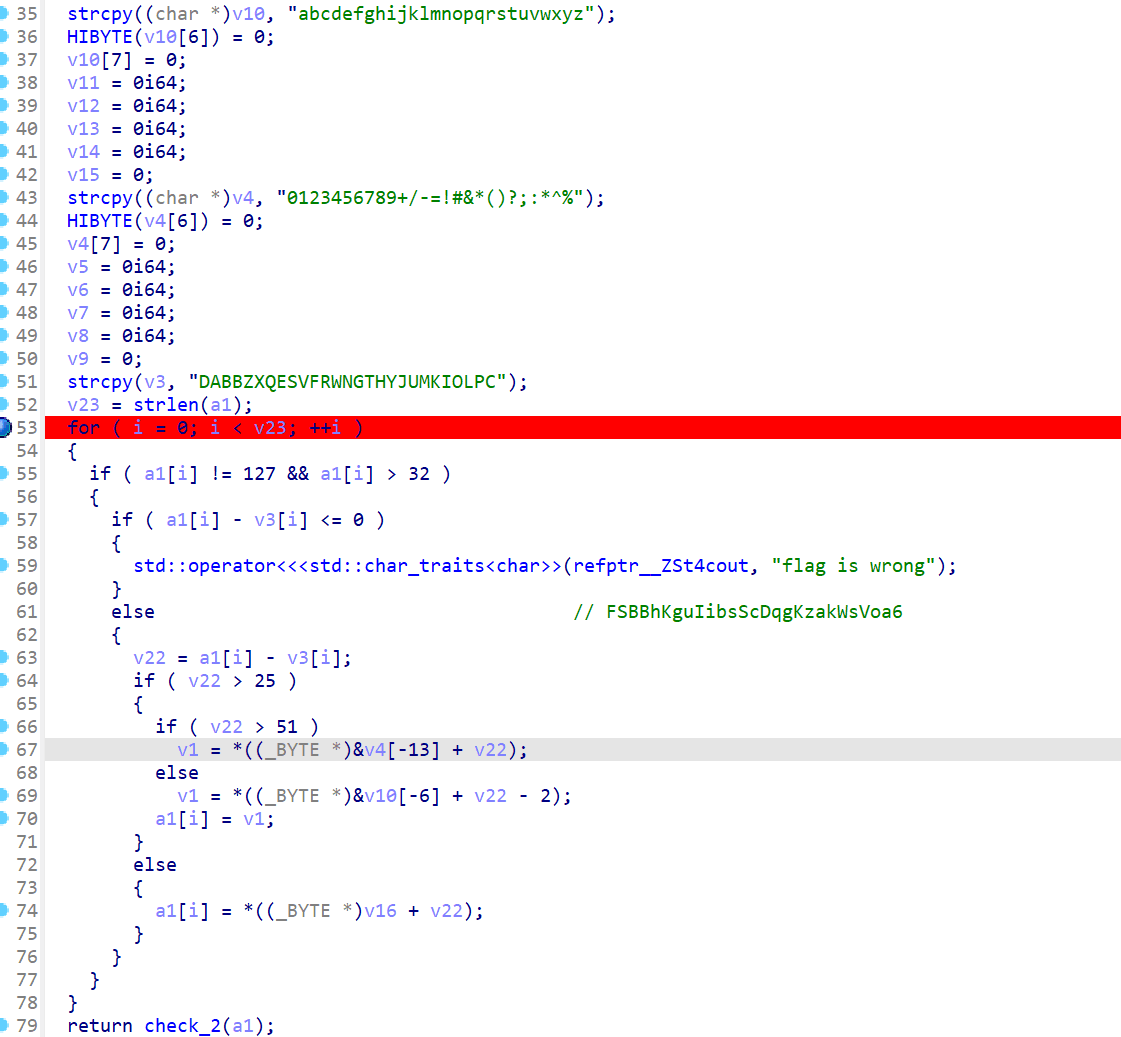 35 strcpy((char *)v10, "abcdefghijklmnopqrstuvwxyz");
36 HIBYTE(v10[6]) = 0;
37 v10[7] = 0;
38 v11 = 0i64;
39 v12 = 0i64;
40 v13 = 0i64;
41 v14 = 0i64;
42 v15 = 0;
43 strcpy((char *)v4, "0123456789+/-=!#&*()?;:*^%");
44 HIBYTE(v4[6]) = 0;
45 v4[7] = 0;
46 v5 = 0i64;
47 v6 = 0i64;
48 v7 = 0i64;
49 v8 = 0i64;
50 v9 = 0;
51 strcpy(v3, "DABBZXQESVFRWNGTHYJUMKIOLPC");
52 v23 = strlen(a1);
53 for ( i = 0; i < v23; ++i )
54 {
55 if ( a1[i] != 127 && a1[i] > 32 )
56 {
57 if ( a1[i] - v3[i] <= 0 )
58 {
59 std::operator<<<std::char_traits<char>>(refptr__ZSt4cout, "flag is wrong");
60 }
61 else // FSBBhKguIibsScDqgKzakWsVoa6
62 {
63 v22 = a1[i] - v3[i];
64 if ( v22 > 25 )
65 {
66 if ( v22 > 51 )
67 v1 = *((_BYTE *)&v4[-13] + v22);
68 else
69 v1 = *((_BYTE *)&v10[-6] + v22 - 2);
70 a1[i] = v1;
71 }
72 else
73 {
74 a1[i] = *((_BYTE *)v16 + v22);
75 }
76 }
77 }
78 }
79 return check_2(a1);